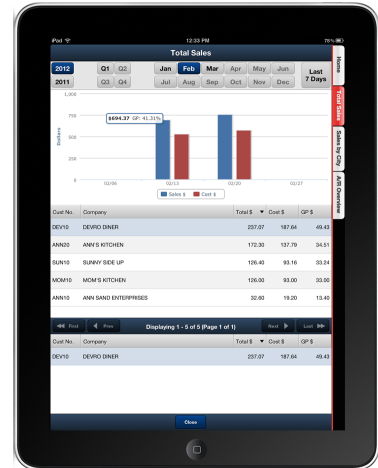 iPad 12:33 PM 78%
Total Sales
2012 Q1 Q2 Jan Feb Mar Apr May Jun Last 7 Days
2011 Q3 Q4 Jul Aug Sep Oct Nov Dec
Home
Total Sales
Sales by City
A/R Overview
1,000
750
500
250
0
Dollars
$694.37 GP: 41.31%
02/06 02/13 02/20 02/27
Sales $ Cost $
Cust No. Company Total $ ▼ Cost $ GP $
DEV10 DEVRO DINER 237.07 187.64 49.43
ANN20 ANN'S KITCHEN 172.30 137.79 34.51
SUN10 SUNNY SIDE UP 126.40 93.16 33.24
MOM10 MOM'S KITCHEN 126.00 93.00 33.00
ANN10 ANN SAND ENTERPRISES 32.60 19.20 13.40
First Prev Displaying 1 - 5 of 5 (Page 1 of 1) Next Last
Cust No. Company Total $ ▼ Cost $ GP $
DEV10 DEVRO DINER 237.07 187.64 49.43
Close